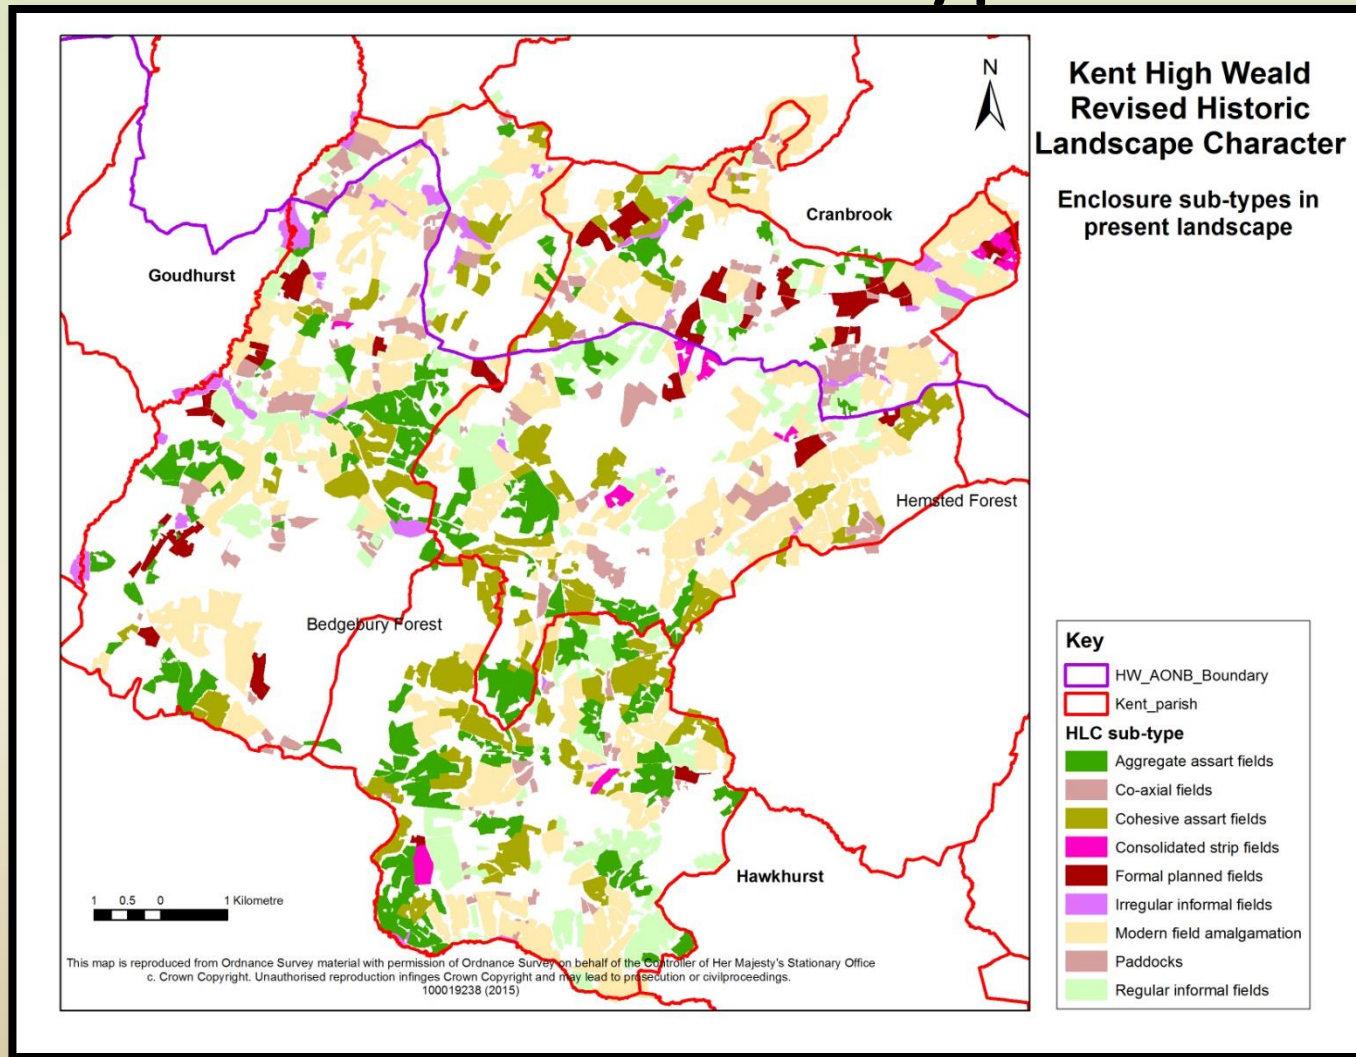 Kent High Weald
Revised Historic
Landscape Character
Enclosure sub-types in
present landscape
N
Cranbrook
Goudhurst
Hemsted Forest
Bedgebury Forest
Hawkhurst
1 0.5 0 1 Kilometre
This map is reproduced from Ordnance Survey material with permission of Ordnance Survey on behalf of the Controller of Her Majesty's Stationary Office
c. Crown Copyright. Unauthorised reproduction infinges Crown Copyright and may lead to prosecution or civilproceedings.
100019238 (2015)
Key
HW_AONB_Boundary
Kent_parish
HLC sub-type
Aggregate assart fields
Co-axial fields
Cohesive assart fields
Consolidated strip fields
Formal planned fields
Irregular informal fields
Modern field amalgamation
Paddocks
Regular informal fields